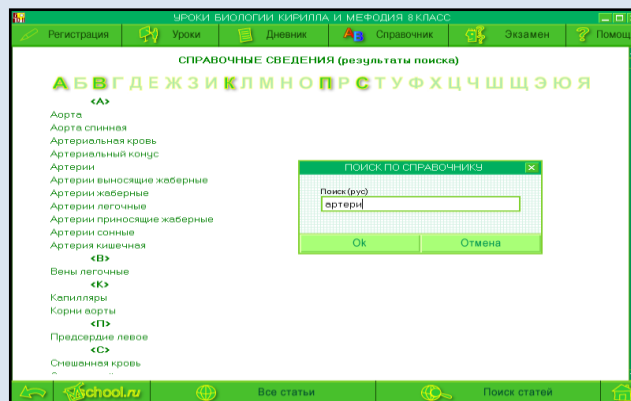 УРОКИ БИОЛОГИИ КИРИЛЛА И МЕФОДИЯ 8 КЛАСС
Регистрация Уроки Дневник АБ Справочник Экзамен Помощ
СПРАВОЧНЫЕ СВЕДЕНИЯ (результаты поиска)
А Б В Г Д Е Ж З И К Л М Н О П Р С Т У Ф Х Ц Ч Ш Щ Э Ю Я
<А>
Аорта
Аорта спинная
Артериальная кровь
Артериальный конус
Артерии
Артерии выносящие жаберные
Артерии жаберные
Артерии легочные
Артерии приносящие жаберные
Артерии сонные
Артерия кишечная
<В>
Вены легочные
<К>
Капилляры
Корни аорты
<П>
Предсердие левое
<С>
Смешанная кровь
ПОИСК ПО СПРАВОЧНИКУ
Поиск (рус)
артери
Ok Отмена
school.ru Все статьи Поиск статей